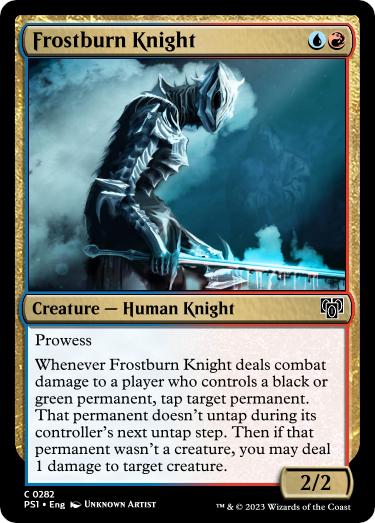 Frostburn Knight
Creature — Human Knight
Prowess
Whenever Frostburn Knight deals combat
damage to a player who controls a black or
green permanent, tap target permanent.
That permanent doesn't untap during its
controller's next untap step. Then if that
permanent wasn't a creature, you may deal
1 damage to target creature.
2/2
C 0282
PS1 • Eng Unknown Artist
™ & © 2023 Wizards of the Coast